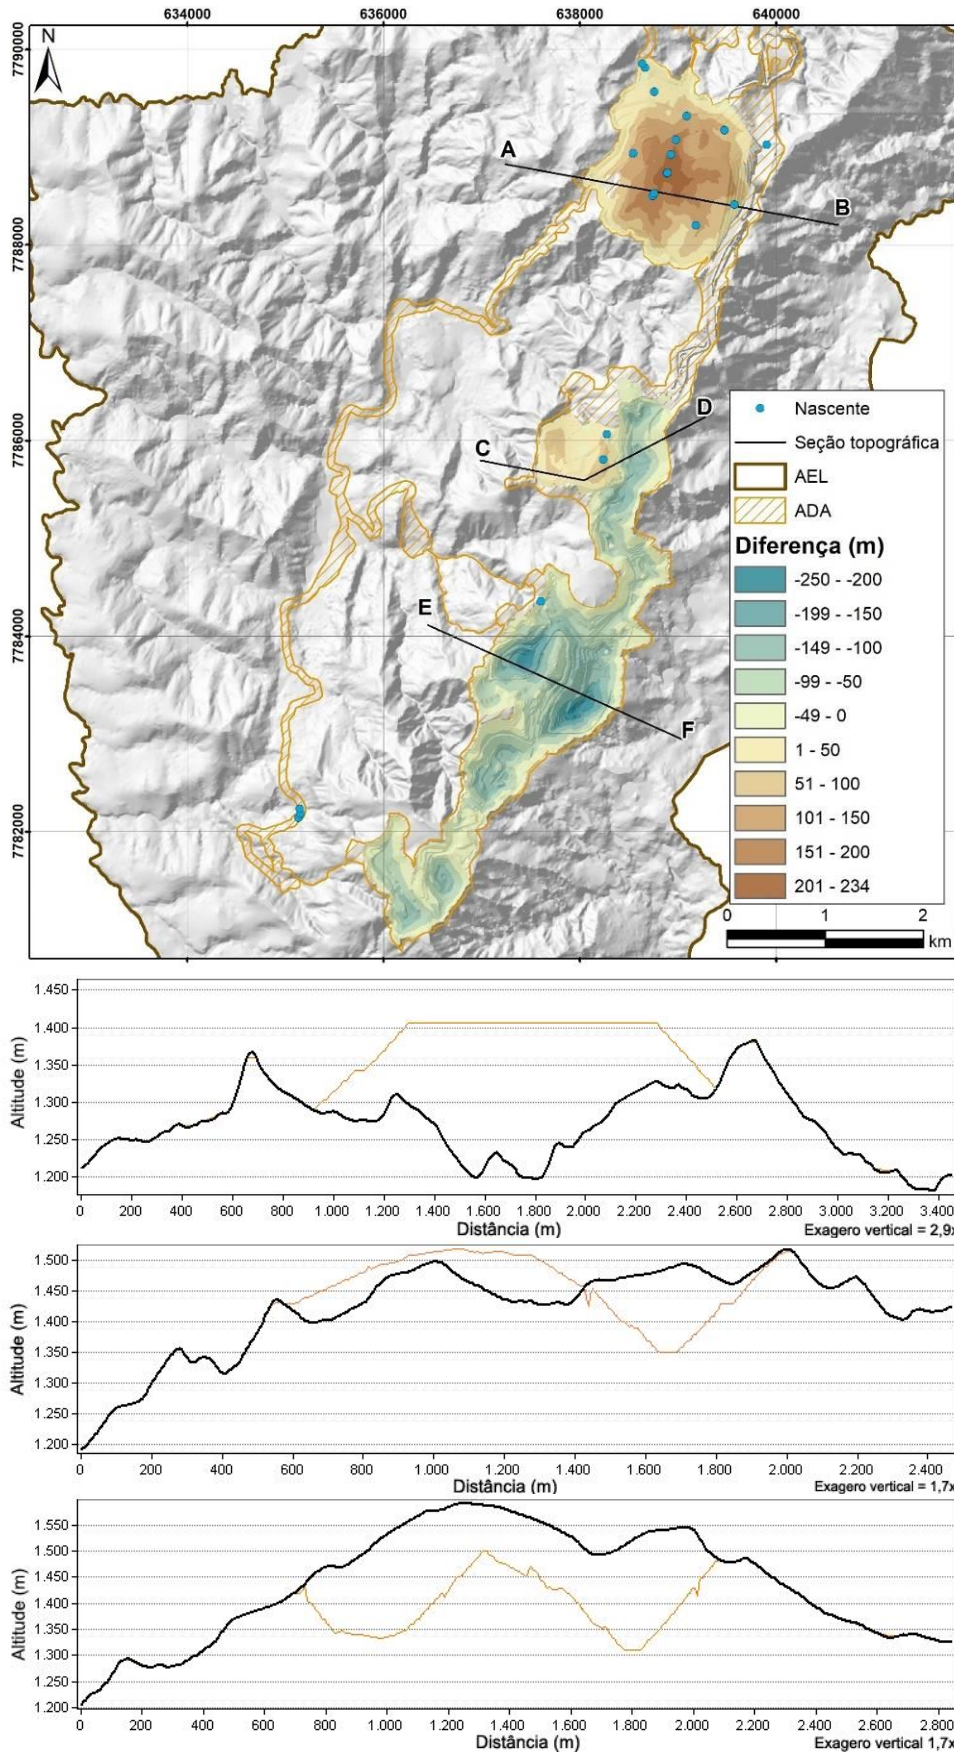 634000 636000 638000 640000
N
7790000
A
B
7788000
D
C
7786000
E
F
7784000
7782000
Nascente
Seção topográfica
AEL
ADA
Diferença (m)
-250 - -200
-199 - -150
-149 - -100
-99 - -50
-49 - 0
1 - 50
51 - 100
101 - 150
151 - 200
201 - 234
0 1 2
km
Altitude (m)
1.450
1.400
1.350
1.300
1.250
1.200
0 200 400 600 800 1.000 1.200 1.400 1.600 1.800 2.000 2.200 2.400 2.600 2.800 3.000 3.200 3.400
Distância (m)
Exagero vertical = 2,9x
Altitude (m)
1.500
1.450
1.400
1.350
1.300
1.250
1.200
0 200 400 600 800 1.000 1.200 1.400 1.600 1.800 2.000 2.200 2.400
Distância (m)
Exagero vertical = 1,7x
Altitude (m)
1.550
1.500
1.450
1.400
1.350
1.300
1.250
1.200
0 200 400 600 800 1.000 1.200 1.400 1.600 1.800 2.000 2.200 2.400 2.600 2.800
Distância (m)
Exagero vertical 1,7x